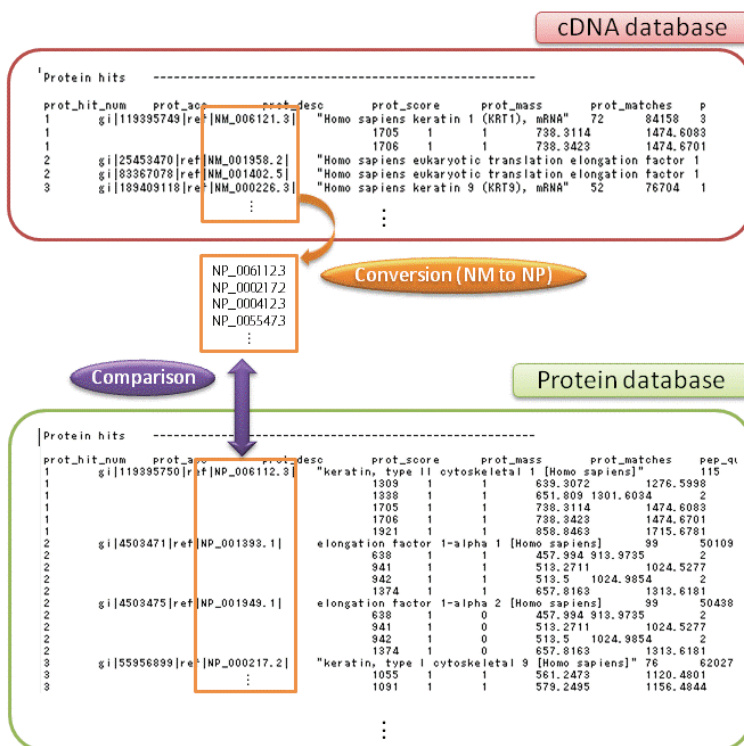 cDNA database
Protein hits ----------------------------------------------------
prot_hit_num prot_acc prot_desc prot_score prot_mass prot_matches p
1 gi|119395749|ref|NM_006121.3| "Homo sapiens keratin 1 (KRT1), mRNA" 72 84158 3
1 1705 1 1 738.3114 1474.6083
1 1706 1 1 738.3423 1474.6701
2 gi|25453470|ref|NM_001958.2| "Homo sapiens eukaryotic translation elongation factor 1
2 gi|83367078|ref|NM_001402.5| "Homo sapiens eukaryotic translation elongation factor 1
3 gi|189409118|ref|NM_000226.3| "Homo sapiens keratin 9 (KRT9), mRNA" 52 76704 1
⋮ ⋮
NP_006112.3
NP_000217.2
NP_000412.3
NP_005547.3
⋮
Conversion (NM to NP)
Comparison
Protein database
Protein hits ----------------------------------------------------
prot_hit_num prot_acc prot_desc prot_score prot_mass prot_matches pep_qu
1 gi|119395750|ref|NP_006112.3| "keratin, type II cytoskeletal 1 [Homo sapiens]" 115
1 1309 1 1 639.3072 1276.5998
1 1338 1 1 651.809 1301.6034 2
1 1705 1 1 738.3114 1474.6083
1 1706 1 1 738.3423 1474.6701
1 1921 1 1 858.8463 1715.6781
2 gi|4503471|ref|NP_001393.1| elongation factor 1-alpha 1 [Homo sapiens] 99 50109
2 638 1 1 457.994 913.9735 2
2 941 1 1 513.2711 1024.5277
2 942 1 1 513.5 1024.9854 2
2 1374 1 1 657.8163 1313.6181
2 gi|4503475|ref|NP_001949.1| elongation factor 1-alpha 2 [Homo sapiens] 99 50438
2 638 1 0 457.994 913.9735 2
2 941 1 0 513.2711 1024.5277
2 942 1 0 513.5 1024.9854 2
2 1374 1 0 657.8163 1313.6181
3 gi|55956899|ref|NP_000217.2| "keratin, type I cytoskeletal 9 [Homo sapiens]" 76 62027
3 1055 1 1 561.2473 1120.4801
3 1091 1 1 579.2495 1156.4844
⋮
⋮